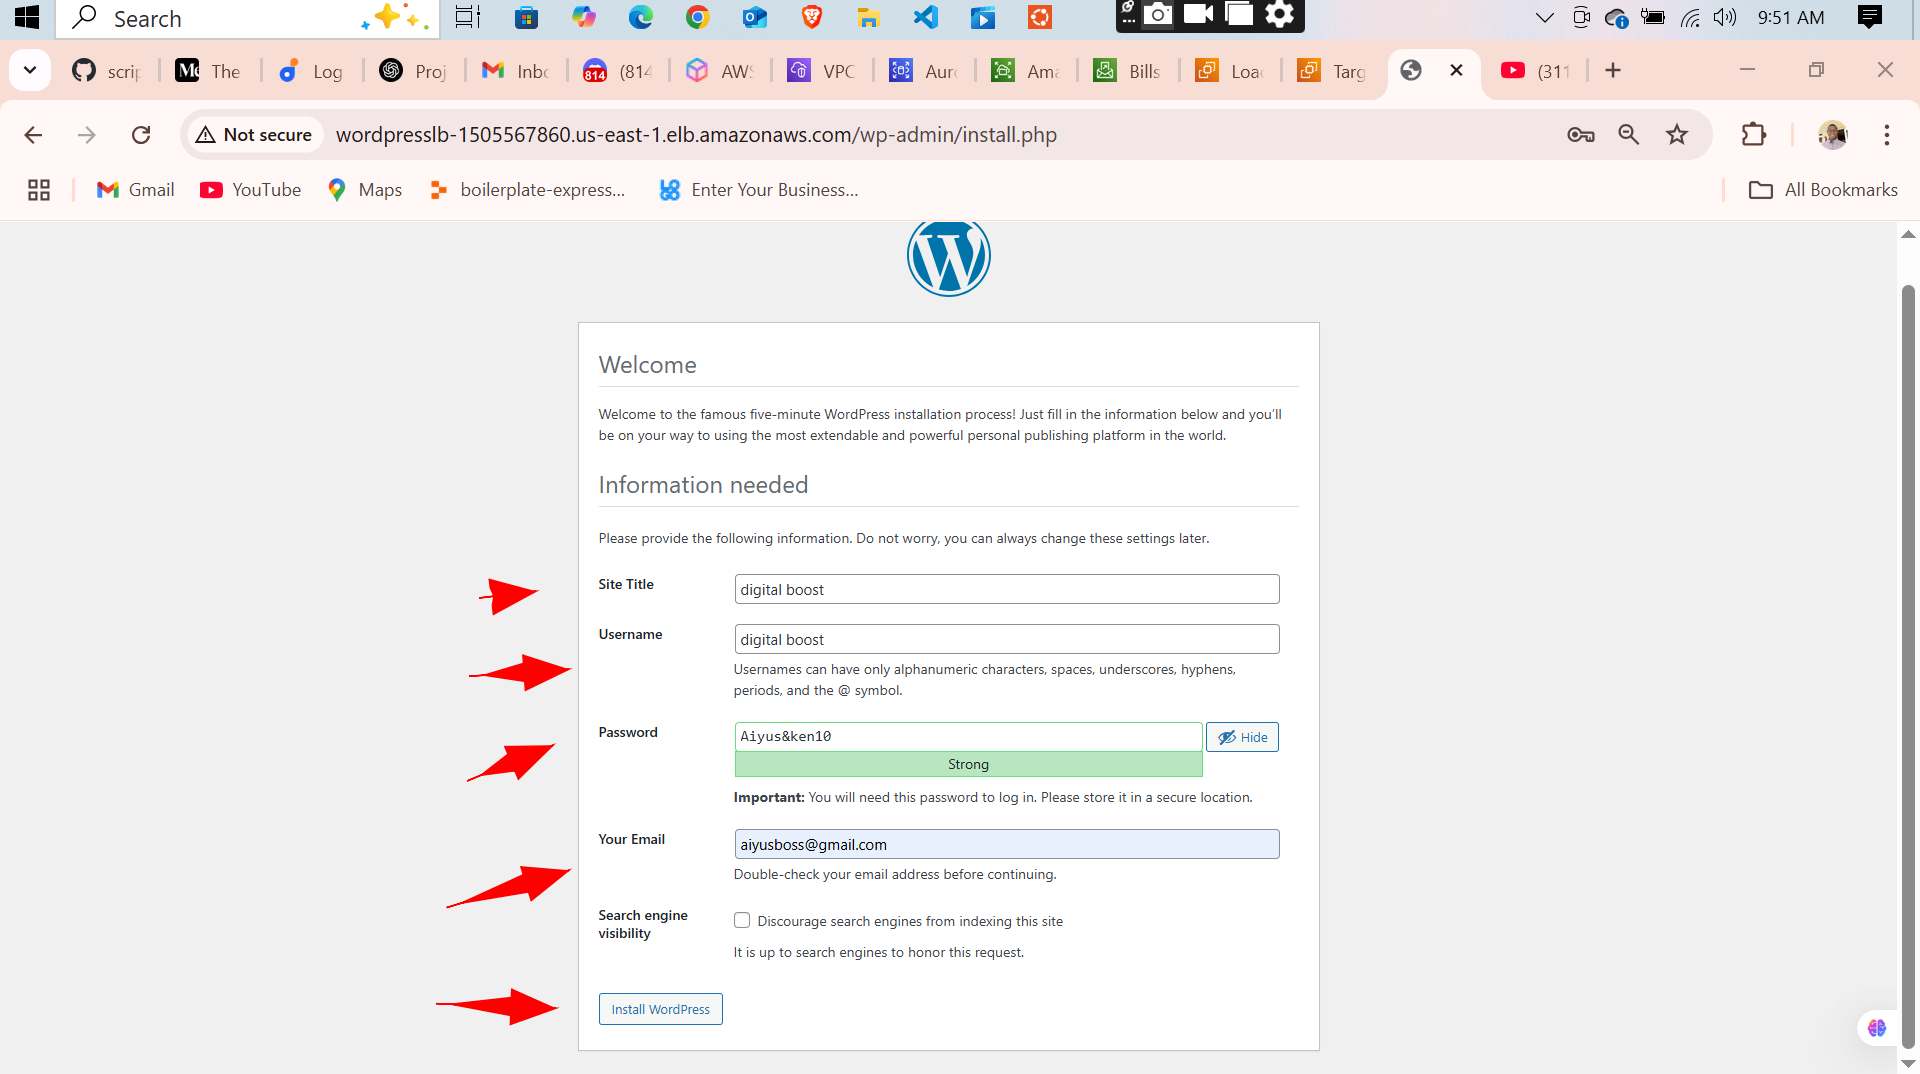 Search
9:51 AM
scrip
Me The
Log
Proj
Inbo
814 (814
AWS
VPC
Auro
Ama
Bills
Load
Targ
(311
Not secure wordpresslb-1505567860.us-east-1.elb.amazonaws.com/wp-admin/install.php
Gmail YouTube Maps boilerplate-express... Enter Your Business... All Bookmarks
Welcome
Welcome to the famous five-minute WordPress installation process! Just fill in the information below and you’ll
be on your way to using the most extendable and powerful personal publishing platform in the world.
Information needed
Please provide the following information. Do not worry, you can always change these settings later.
Site Title digital boost
Username digital boost
Usernames can have only alphanumeric characters, spaces, underscores, hyphens,
periods, and the @ symbol.
Password Aiyus&ken10 Hide
Strong
Important: You will need this password to log in. Please store it in a secure location.
Your Email aiyusboss@gmail.com
Double-check your email address before continuing.
Search engine
visibility
Discourage search engines from indexing this site
It is up to search engines to honor this request.
Install WordPress